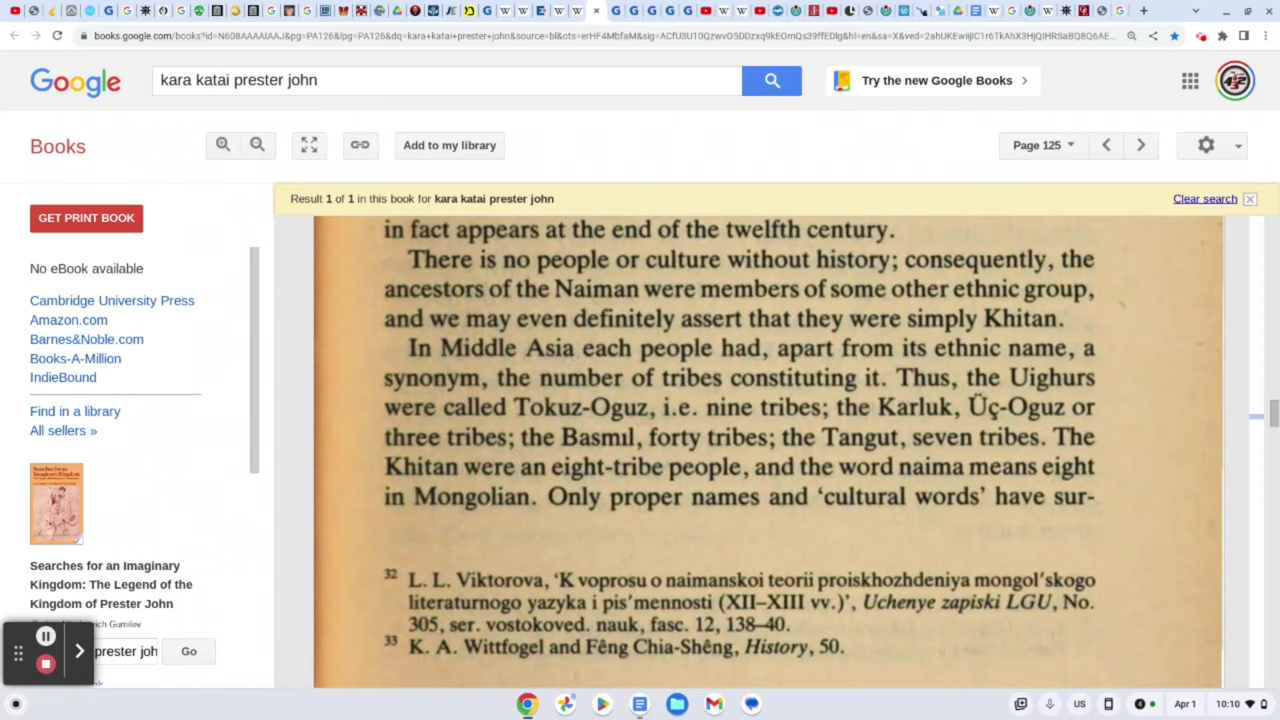 books.google.com/books?id=N608AAAAIAAJ&pg=PA126&lpg=PA126&dq=kara+katai+prester+john&source=bl&ots=erHF4MbfaM&sig=ACfU3U10QzwvO5DDzxq9kEOmQs39ffEDlg&hl=en&sa=X&ved=2ahUKEwiijIC1r6TkAhX3HjQIHRSaBQ8Q6AE...
Google
kara katai prester john
Try the new Google Books
Books
Add to my library
Page 125
Result 1 of 1 in this book for kara katai prester john
Clear search
GET PRINT BOOK
No eBook available
Cambridge University Press
Amazon.com
Barnes&Noble.com
Books-A-Million
IndieBound
Find in a library
All sellers »
Searches for an Imaginary
Kingdom: The Legend of the
Kingdom of Prester John
prester joh
Go
in fact appears at the end of the twelfth century.
There is no people or culture without history; consequently, the
ancestors of the Naiman were members of some other ethnic group,
and we may even definitely assert that they were simply Khitan.
In Middle Asia each people had, apart from its ethnic name, a
synonym, the number of tribes constituting it. Thus, the Uighurs
were called Tokuz-Oguz, i.e. nine tribes; the Karluk, Üç-Oguz or
three tribes; the Basmıl, forty tribes; the Tangut, seven tribes. The
Khitan were an eight-tribe people, and the word naima means eight
in Mongolian. Only proper names and 'cultural words' have sur-
32 L. L. Viktorova, 'K voprosu o naimanskoi teorii proiskhozhdeniya mongol'skogo
literaturnogo yazyka i pis'mennosti (XII–XIII vv.)', Uchenye zapiski LGU, No.
305, ser. vostokoved. nauk, fasc. 12, 138–40.
33 K. A. Wittfogel and Fêng Chia-Shêng, History, 50.
US
4
Apr 1
10:10